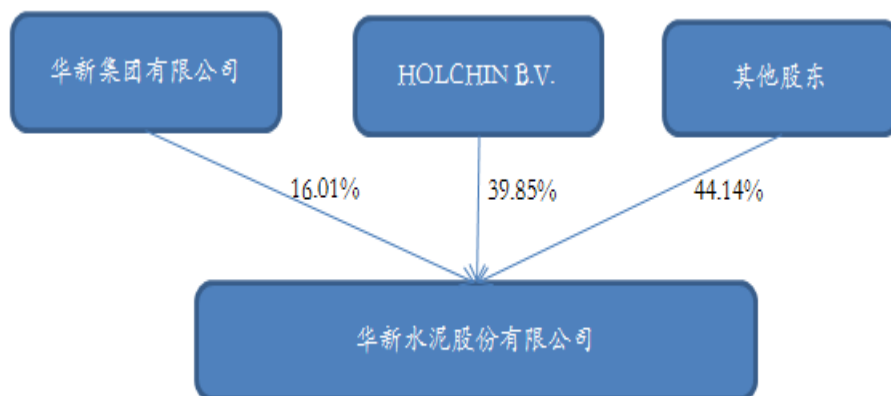 华新集团有限公司
HOLCHIN B.V.
其他股东
16.01%
39.85%
44.14%
华新水泥股份有限公司